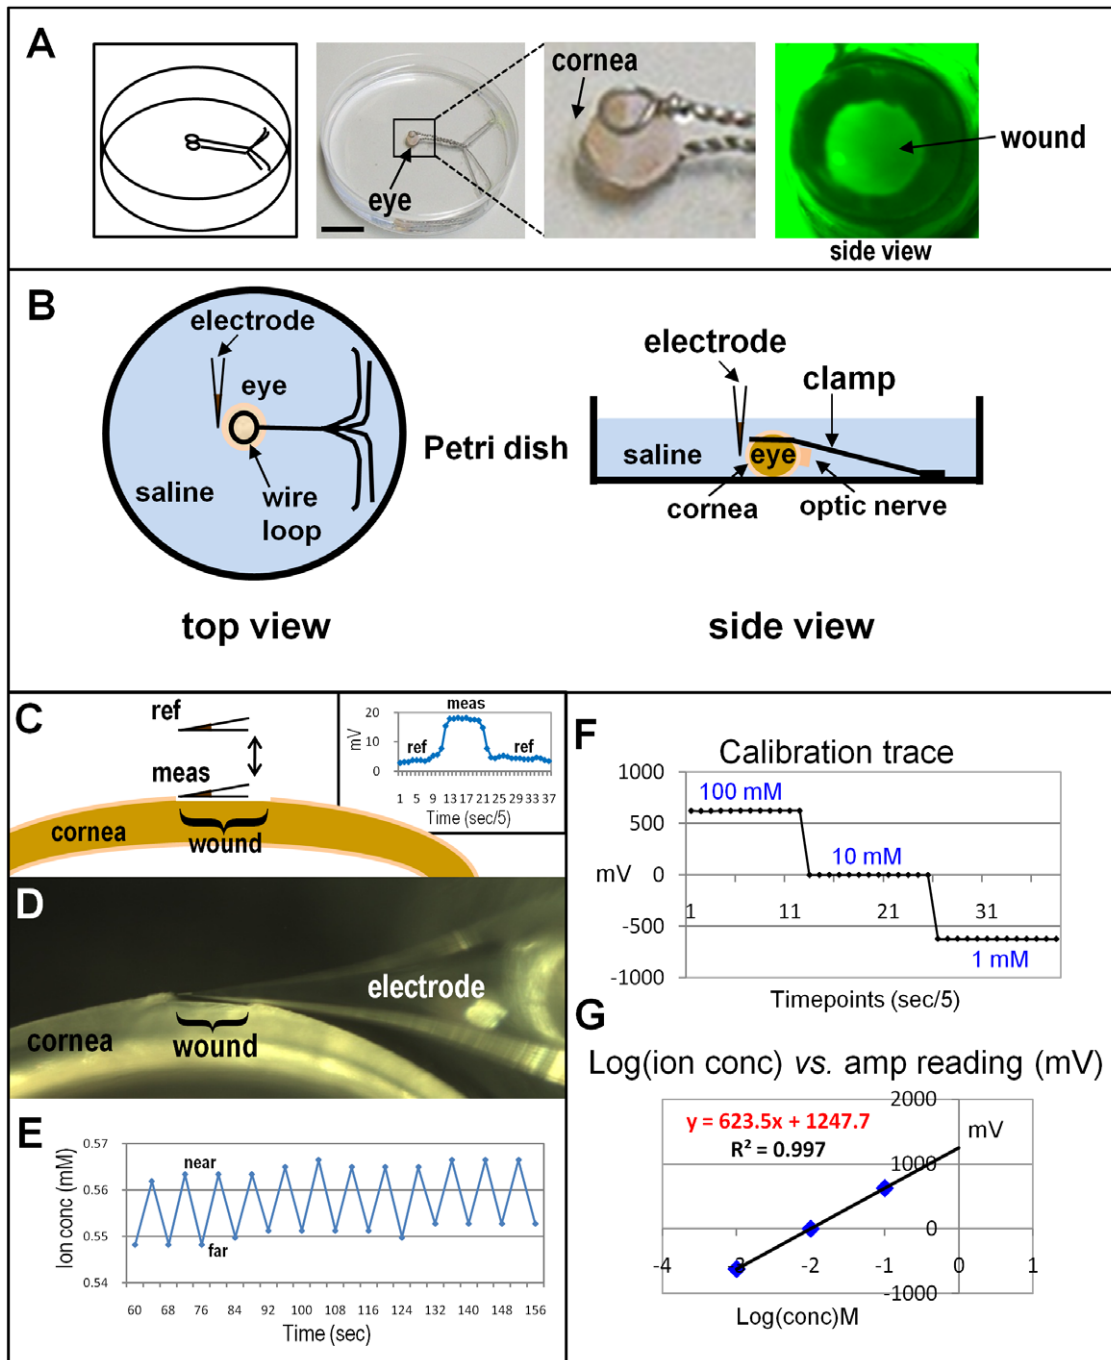 A
eye
cornea
wound
side view
B
electrode
eye
saline
wire
loop
top view
Petri dish
electrode
clamp
saline
eye
cornea
optic nerve
side view
C
ref
meas
cornea
wound
meas
ref
ref
mV
20
10
0
1 5 9 13 17 21 25 29 33 37
Time (sec/5)
D
electrode
cornea
wound
E
Ion conc (mM)
0.57
0.56
0.55
0.54
near
far
60 68 76 84 92 100 108 116 124 132 140 148 156
Time (sec)
F
Calibration trace
1000
500
0
-500
-1000
mV
100 mM
10 mM
1 mM
1 11 21 31
Timepoints (sec/5)
G
Log(ion conc) vs. amp reading (mV)
y = 623.5x + 1247.7
R² = 0.997
2000
mV
1000
0
-1000
-4 -3 -2 -1 0 1
Log(conc)M